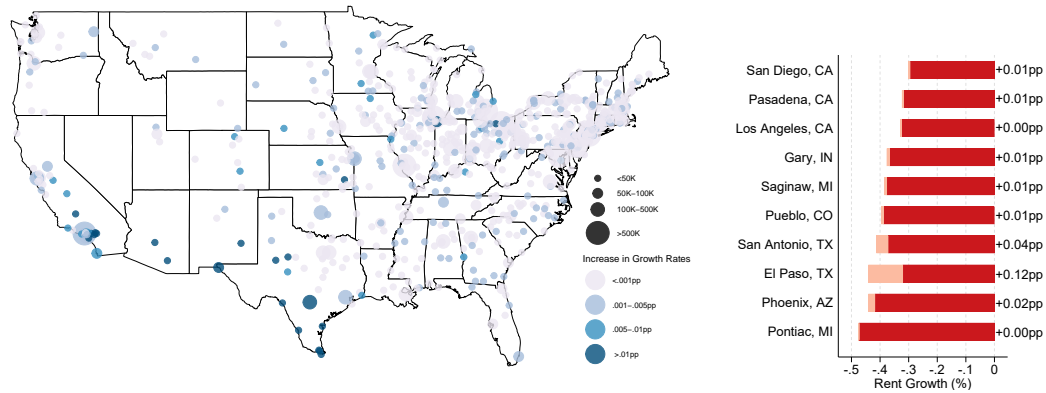 <50K
50K–100K
100K–500K
>500K
Increase in Growth Rates
<.001pp
.001–.005pp
.005–.01pp
>.01pp
San Diego, CA +0.01pp
Pasadena, CA +0.01pp
Los Angeles, CA +0.00pp
Gary, IN +0.01pp
Saginaw, MI +0.01pp
Pueblo, CO +0.01pp
San Antonio, TX +0.04pp
El Paso, TX +0.12pp
Phoenix, AZ +0.02pp
Pontiac, MI +0.00pp
-.5 -.4 -.3 -.2 -.1 0
Rent Growth (%)